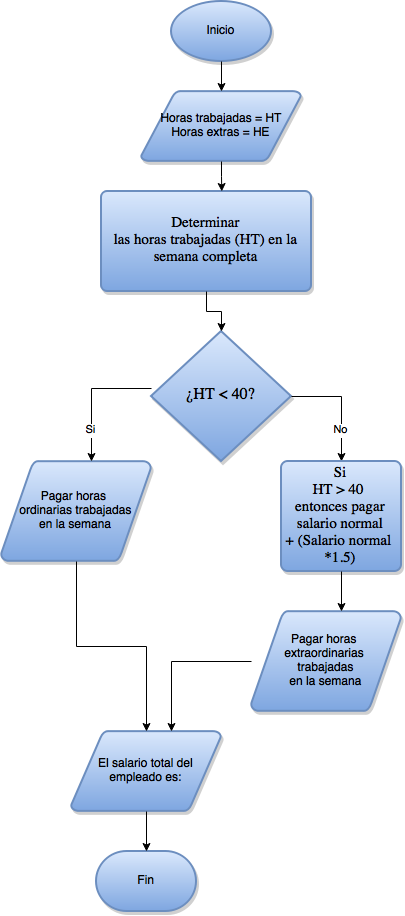 Inicio
Horas trabajadas = HT
Horas extras = HE
Determinar
las horas trabajadas (HT) en la
semana completa
¿HT < 40?
Si
No
Pagar horas
ordinarias trabajadas
en la semana
Si
HT > 40
entonces pagar
salario normal
+ (Salario normal
*1.5)
Pagar horas
extraordinarias
trabajadas
en la semana
El salario total del
empleado es:
Fin